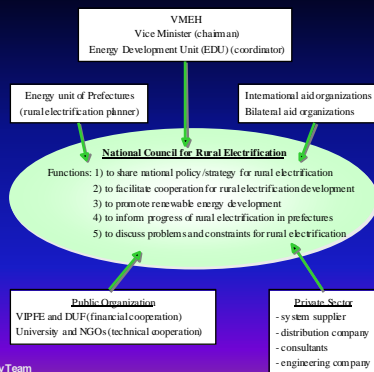 VMEH
Vice Minister (chairman)
Energy Development Unit (EDU) (coordinator)
Energy unit of Prefectures
(rural electrification planner)
International aid organizations
Bilateral aid organizations
National Council for Rural Electrification
Functions: 1) to share national policy/strategy for rural electrification
2) to facilitate cooperation for rural electrification development
3) to promote renewable energy development
4) to inform progress of rural electrification in prefectures
5) to discuss problems and constraints for rural electrification
Public Organization
VIPFE and DUF (financial cooperation)
University and NGOs (technical cooperation)
Private Sector
- system supplier
- distribution company
- consultants
- engineering company
y Team